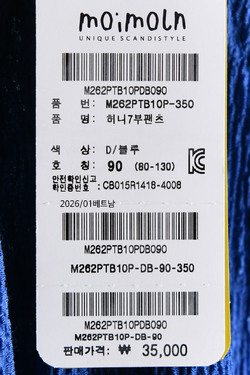 moimoln
UNIQUE SCANDISTYLE
M262PTB10PDB090
품 번: M262PTB10P-350
품 명: 허니7부팬츠
색 상: D/블루
호 칭: 90 (80-130)
안전확인신고
확인증번호 : CB015R1418-4008
2026/01베트남
M262PTB10PDB090
M262PTB10P-DB-90-350
M262PTB10PDB090
M262PTB10P-DB-90
판매가격: ₩ 35,000